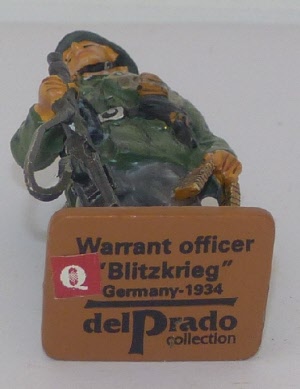 Warrant officer
"Blitzkrieg"
Germany-1934
Q
delPrado
collection